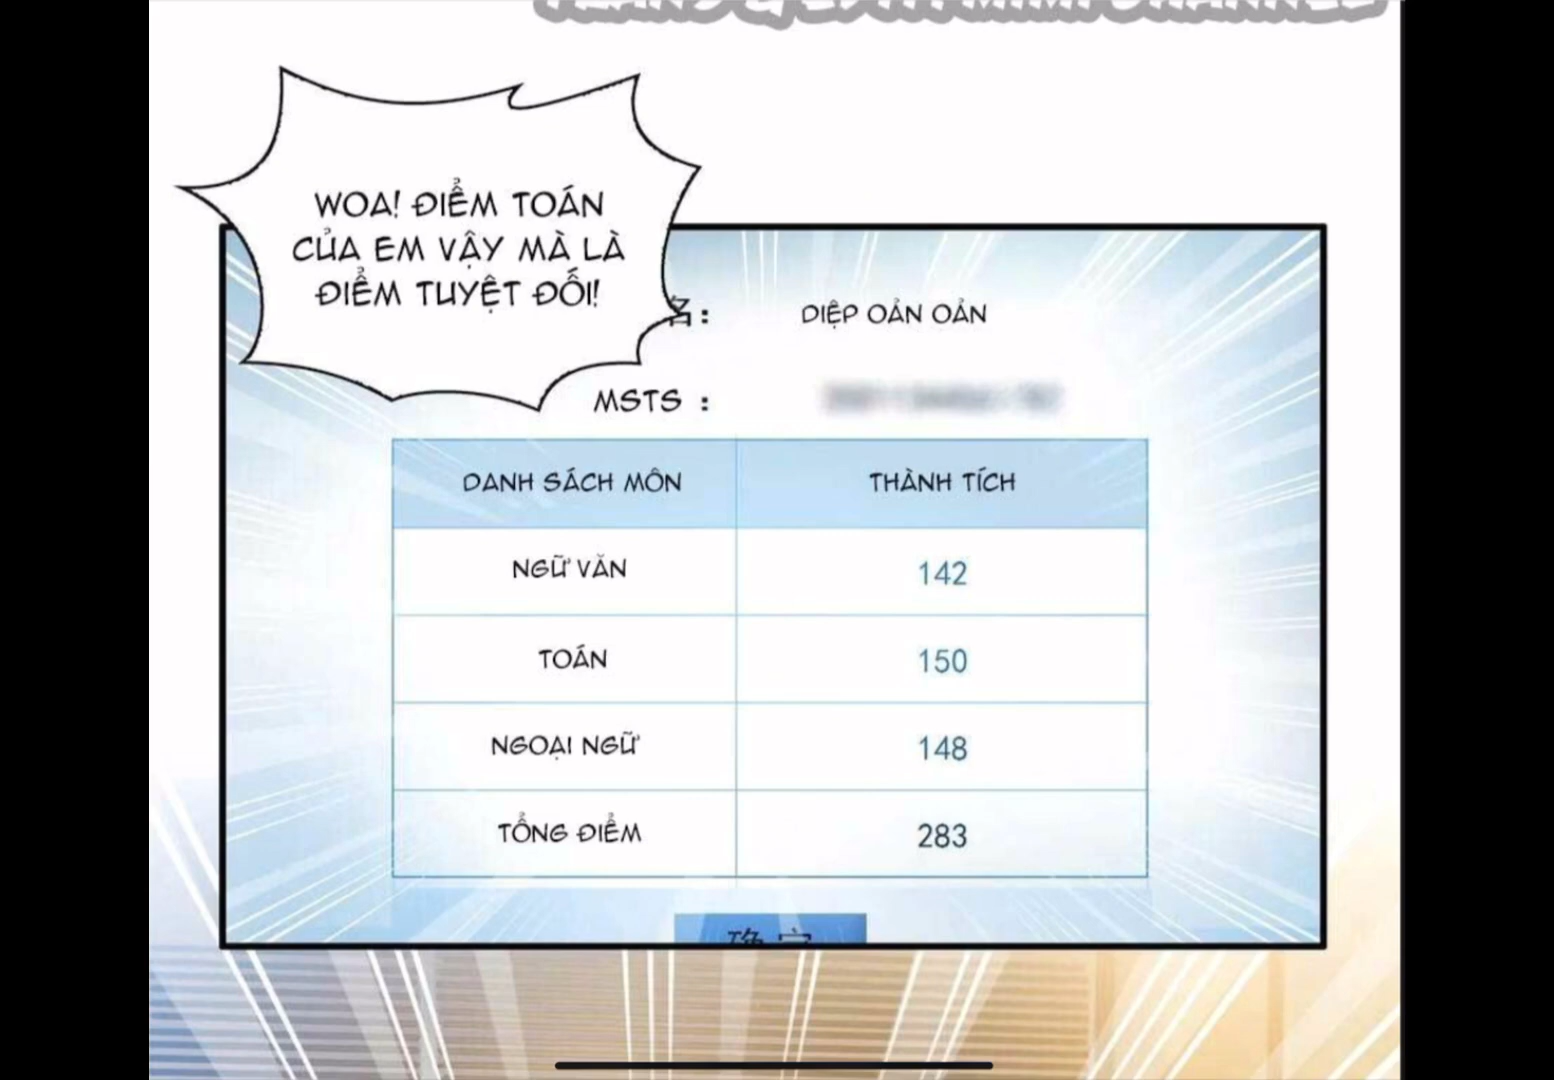 WOA! ĐIỂM TOÁN
CỦA EM VẬY MÀ LÀ
ĐIỂM TUYỆT ĐỐI!
名: DIỆP OẢN OẢN
MSTS :
DANH SÁCH MÔN THÀNH TÍCH
NGỮ VĂN 142
TOÁN 150
NGOẠI NGỮ 148
TỔNG ĐIỂM 283